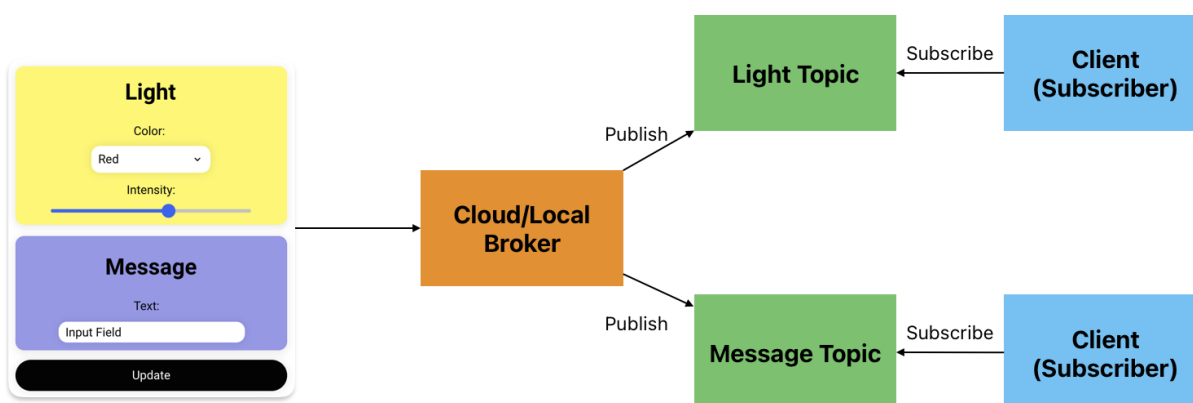 Light
Color:
Red
Intensity:
Message
Text:
Input Field
Update
Cloud/Local
Broker
Publish
Publish
Light Topic
Message Topic
Subscribe
Subscribe
Client
(Subscriber)
Client
(Subscriber)